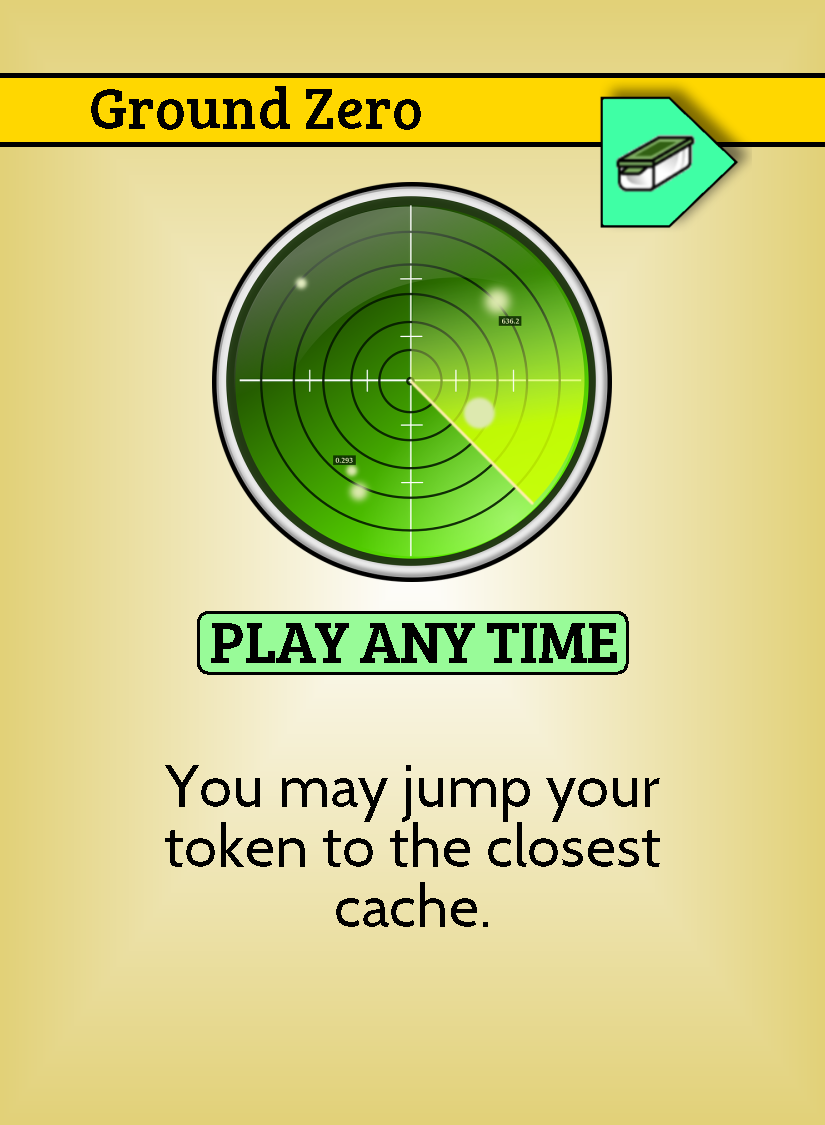 Ground Zero
636.2
0.293
PLAY ANY TIME
You may jump your
token to the closest
cache.